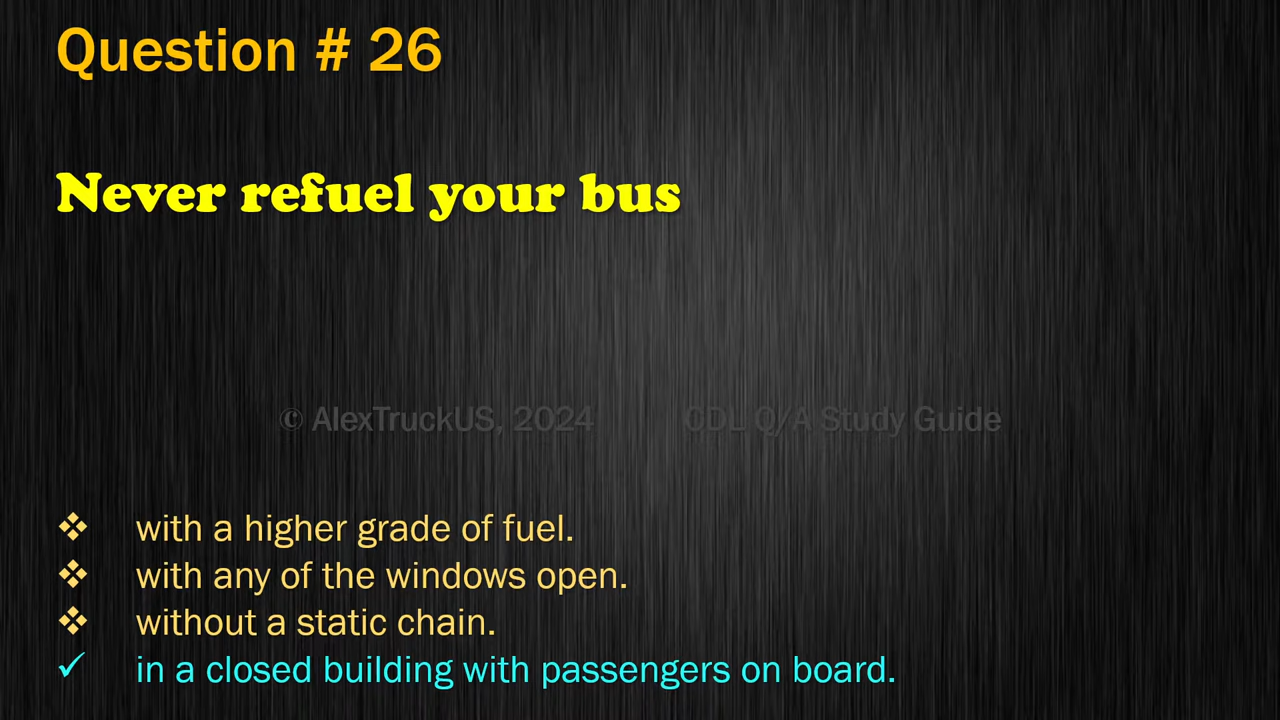 Question # 26
Never refuel your bus
© AlexTruckUS, 2024 CDL Q/A Study Guide
❖ with a higher grade of fuel.
❖ with any of the windows open.
❖ without a static chain.
✓ in a closed building with passengers on board.